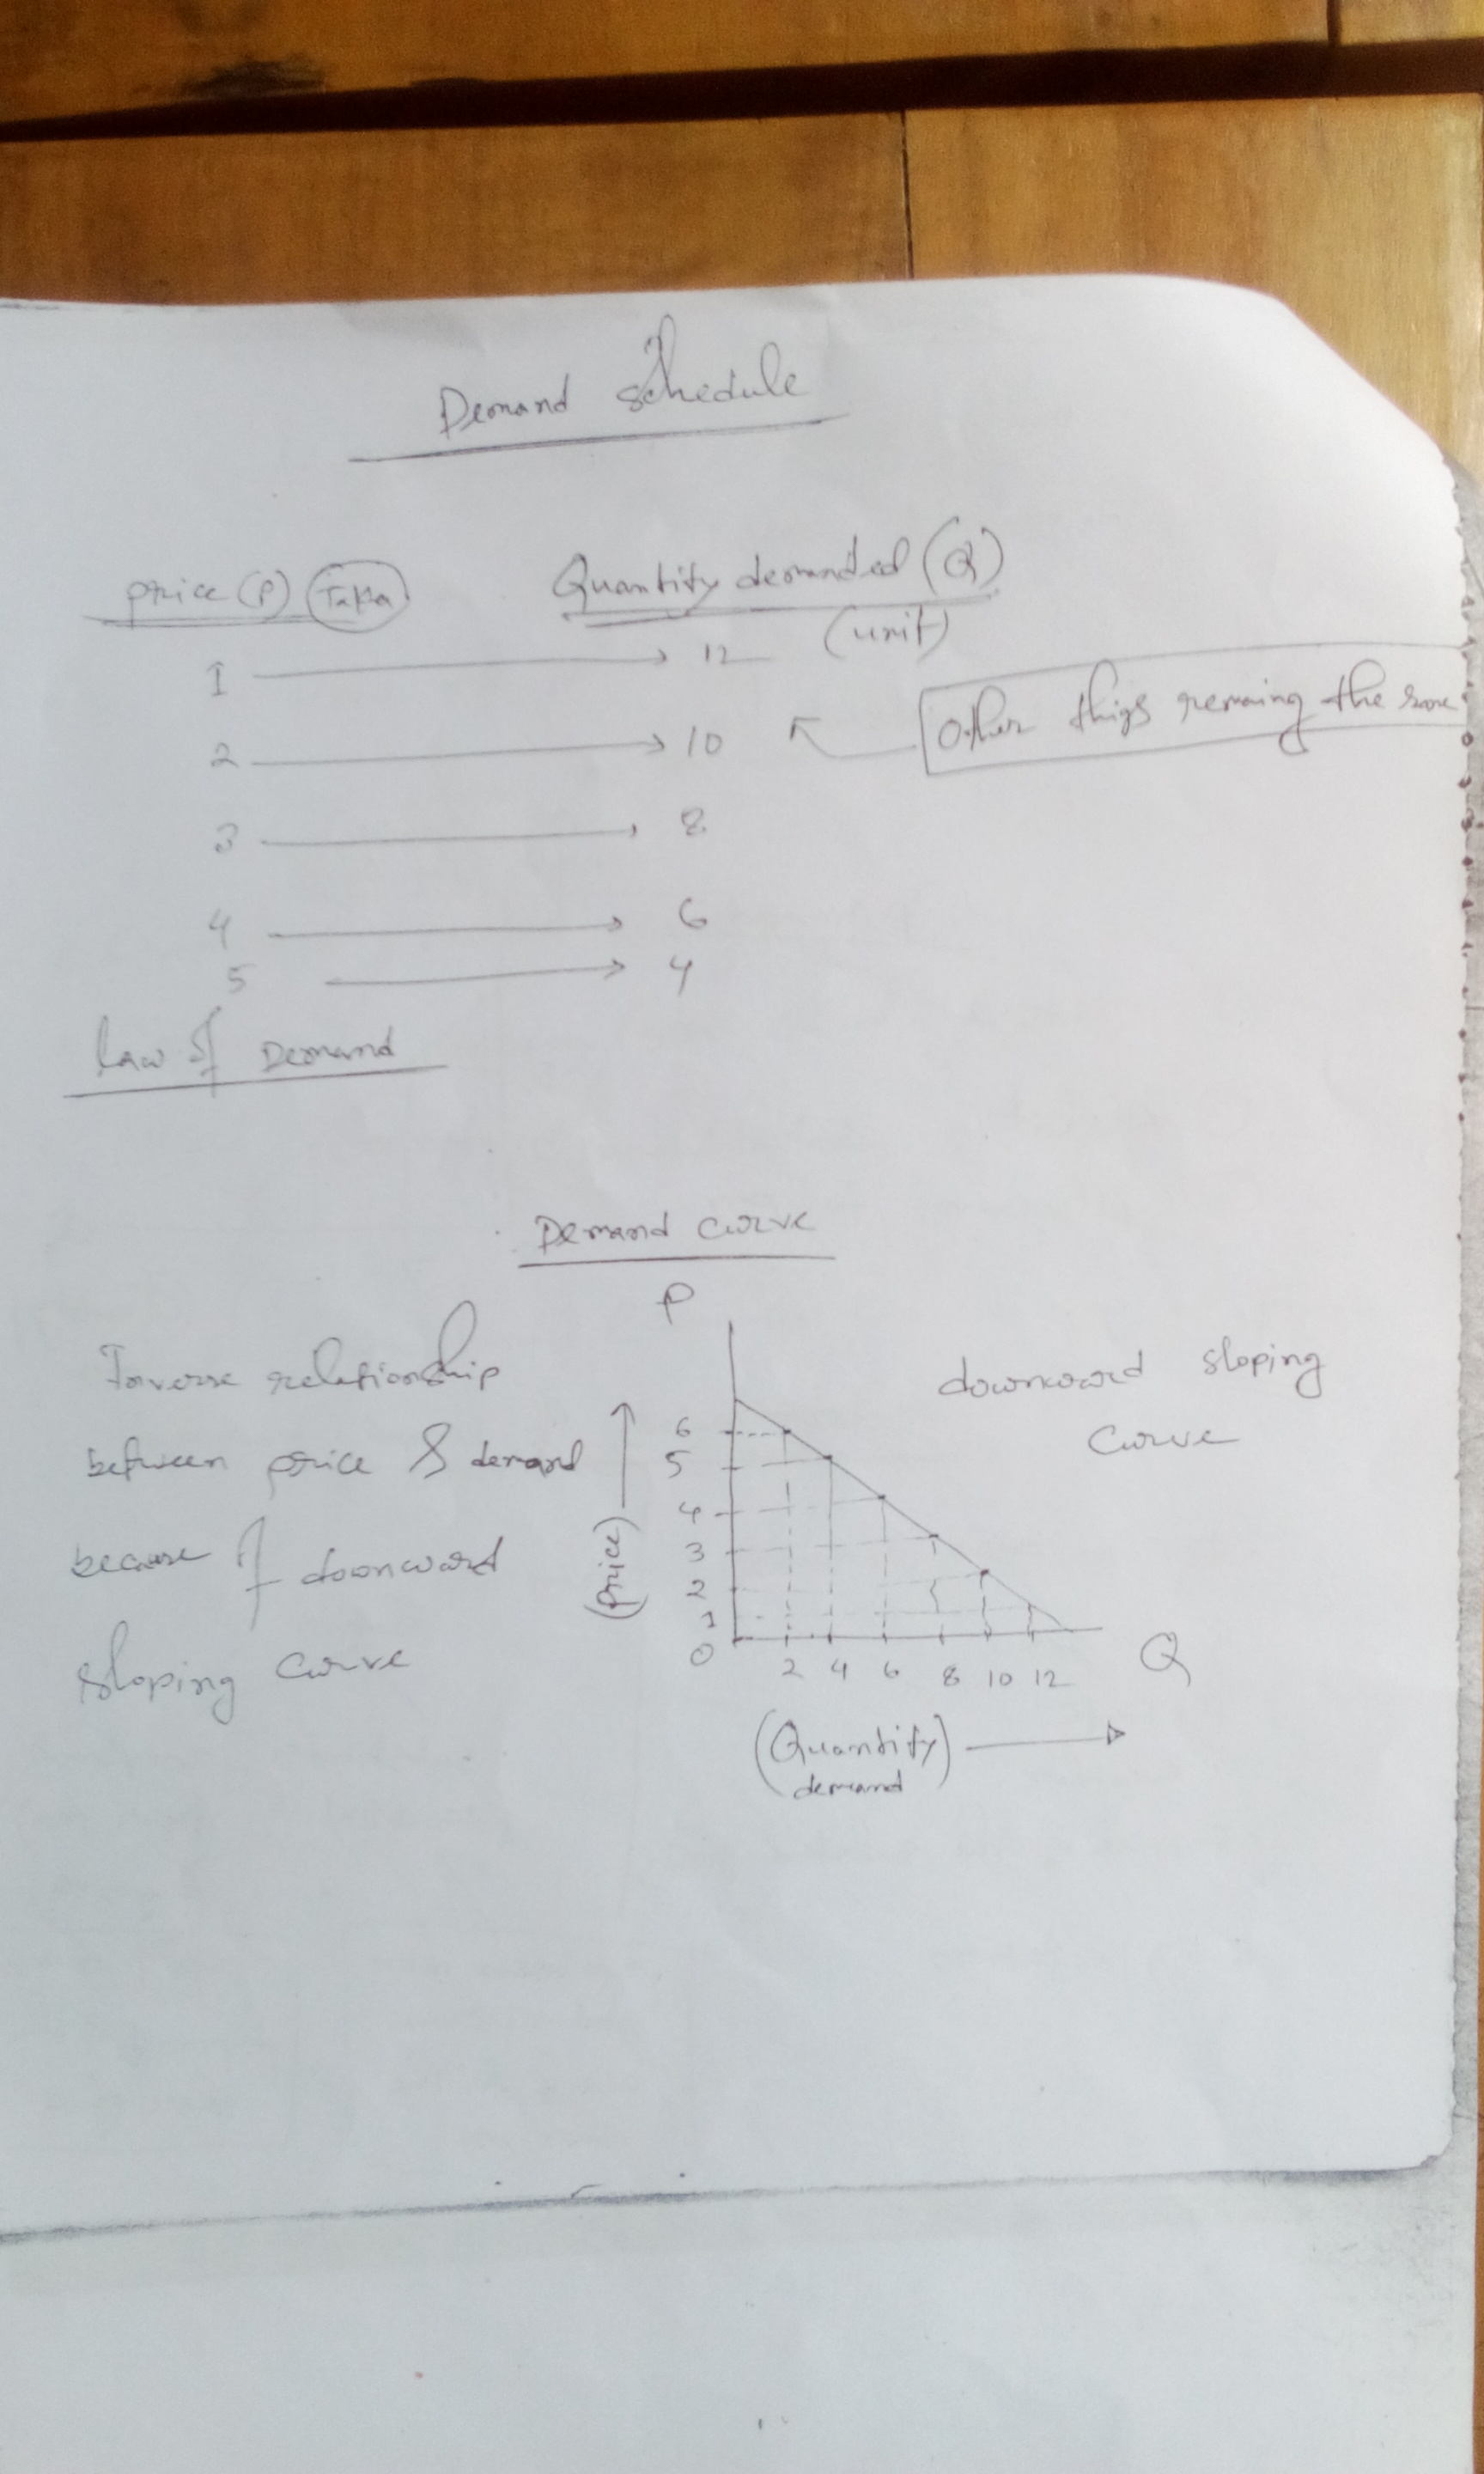 Demand schedule
price (P) (Taka) Quantity demanded (Q)
(unit)
1 → 12
2 → 10
Other thigs remaing the same
3 → 8
4 → 6
5 → 4
law of Demand
Demand curve
P
Inverse relationship
between price & demand
because of downward
sloping curve
downward sloping
curve
(Price) →
6
5
4
3
2
1
0
2 4 6 8 10 12
Q
(Quantity demand) →